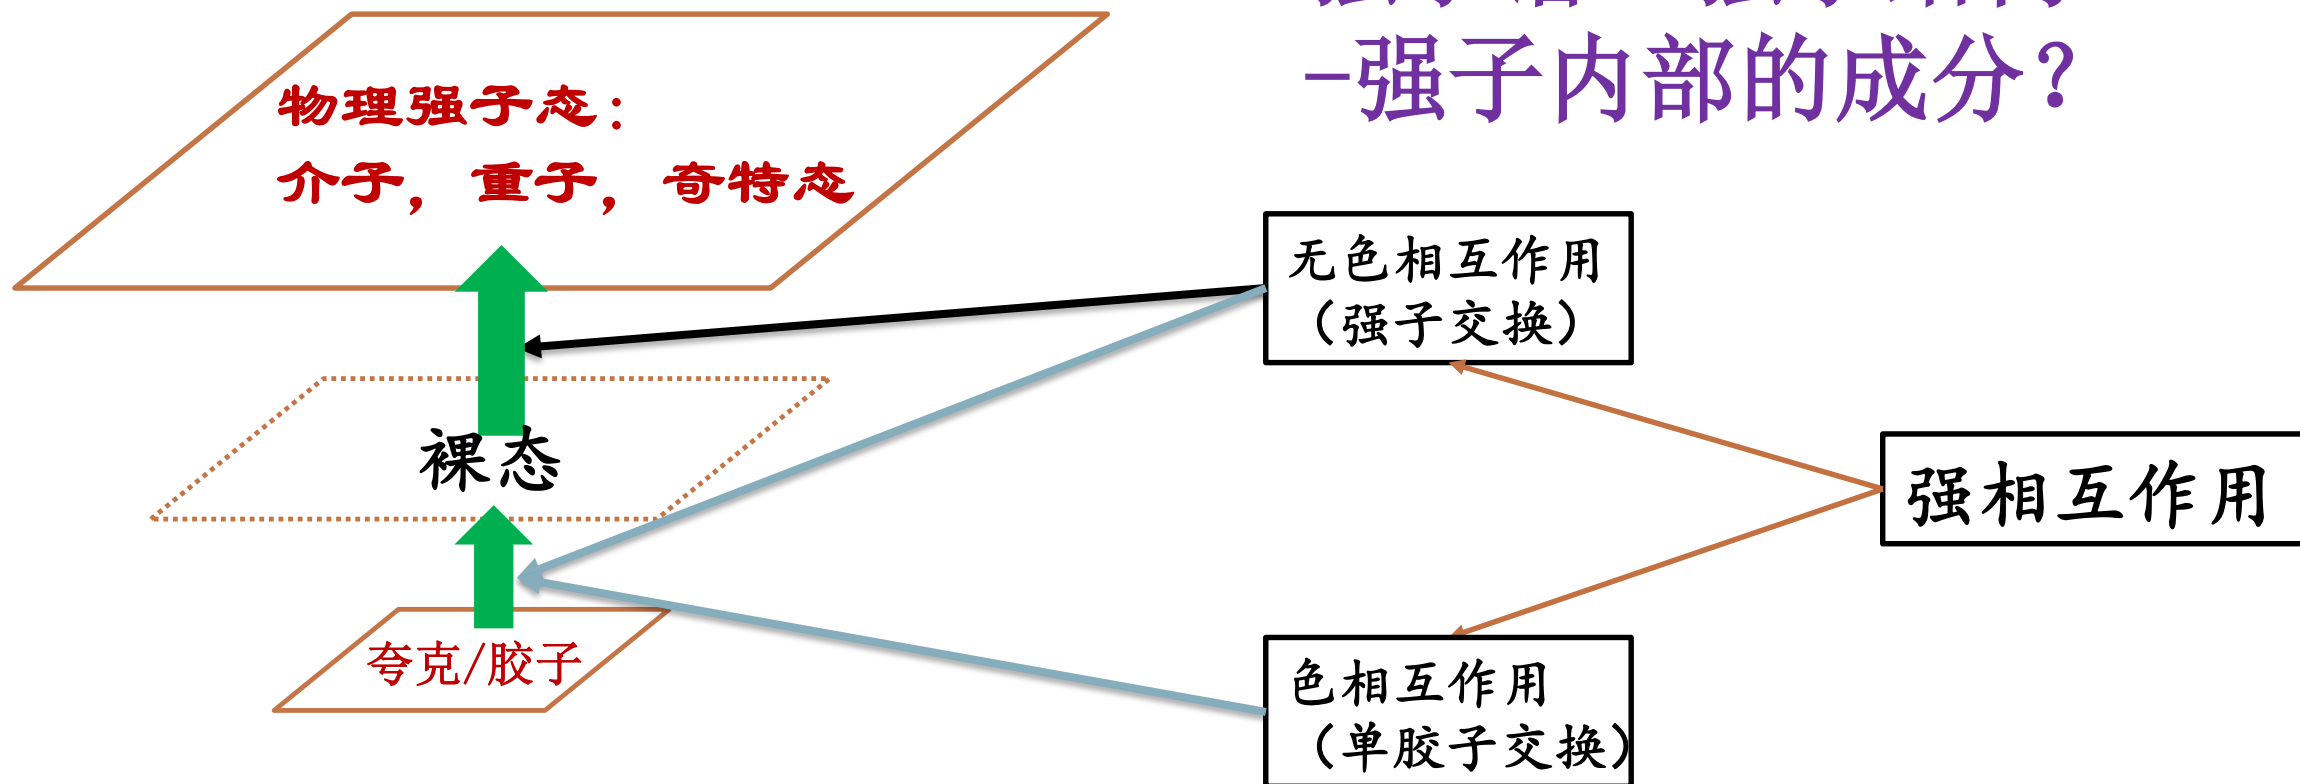 -强子内部的成分?
物理强子态:
介子, 重子, 奇特态
无色相互作用
(强子交换)
裸态
强相互作用
夸克/胶子
色相互作用
(单胶子交换)